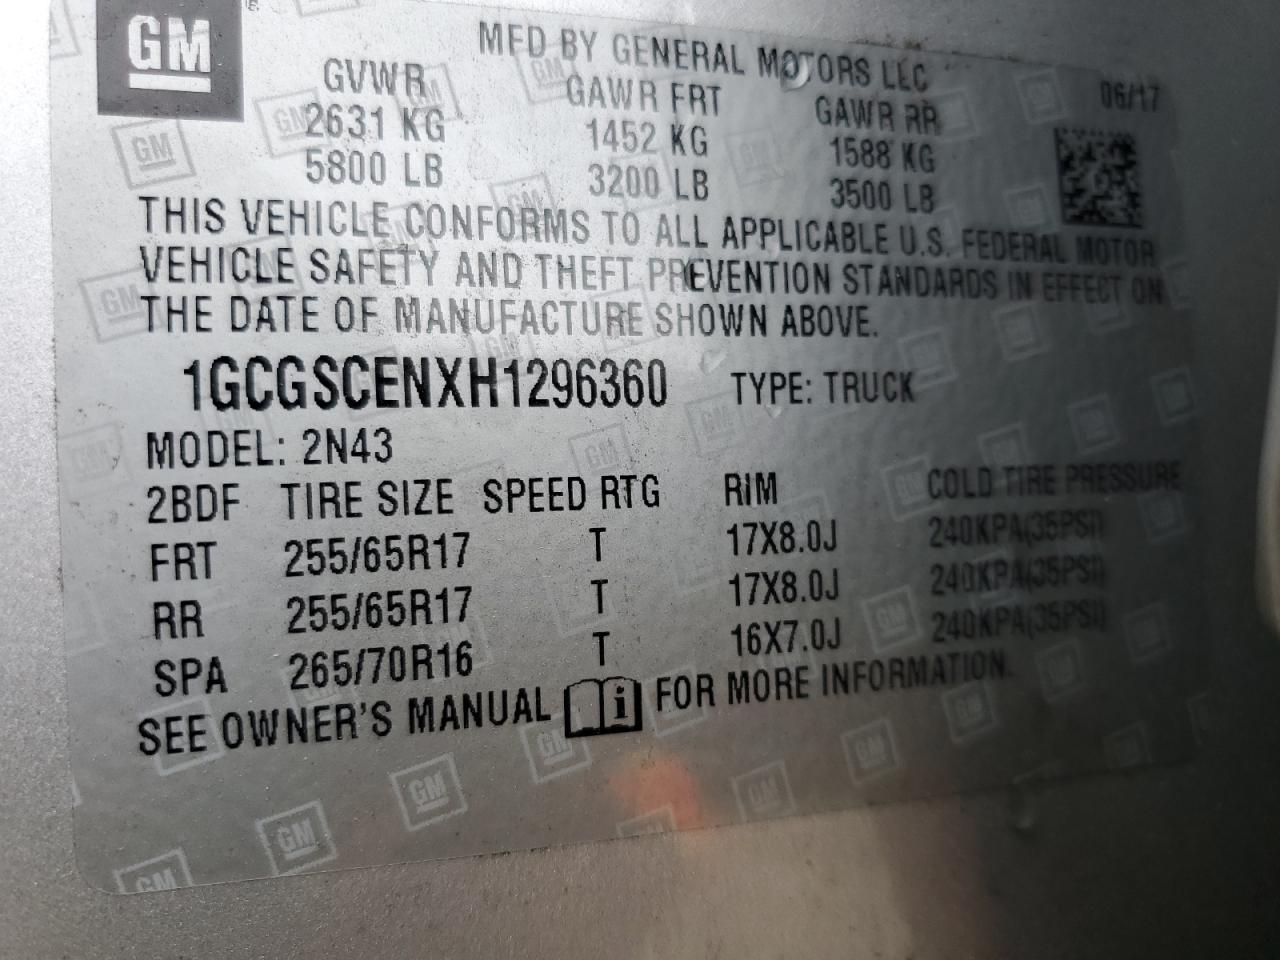 GM
MFD BY GENERAL MOTORS LLC
06/17
GVWR GAWR FRT GAWR RR
2631 KG 1452 KG 1588 KG
5800 LB 3200 LB 3500 LB
THIS VEHICLE CONFORMS TO ALL APPLICABLE U.S. FEDERAL MOTOR
VEHICLE SAFETY AND THEFT PREVENTION STANDARDS IN EFFECT ON
THE DATE OF MANUFACTURE SHOWN ABOVE.
1GCGSCENXH1296360 TYPE: TRUCK
MODEL: 2N43
2BDF TIRE SIZE SPEED RTG RIM COLD TIRE PRESSURE
FRT 255/65R17 T 17X8.0J 240KPA(35PSI)
RR 255/65R17 T 17X8.0J 240KPA(35PSI)
SPA 265/70R16 T 16X7.0J 240KPA(35PSI)
SEE OWNER'S MANUAL i FOR MORE INFORMATION.